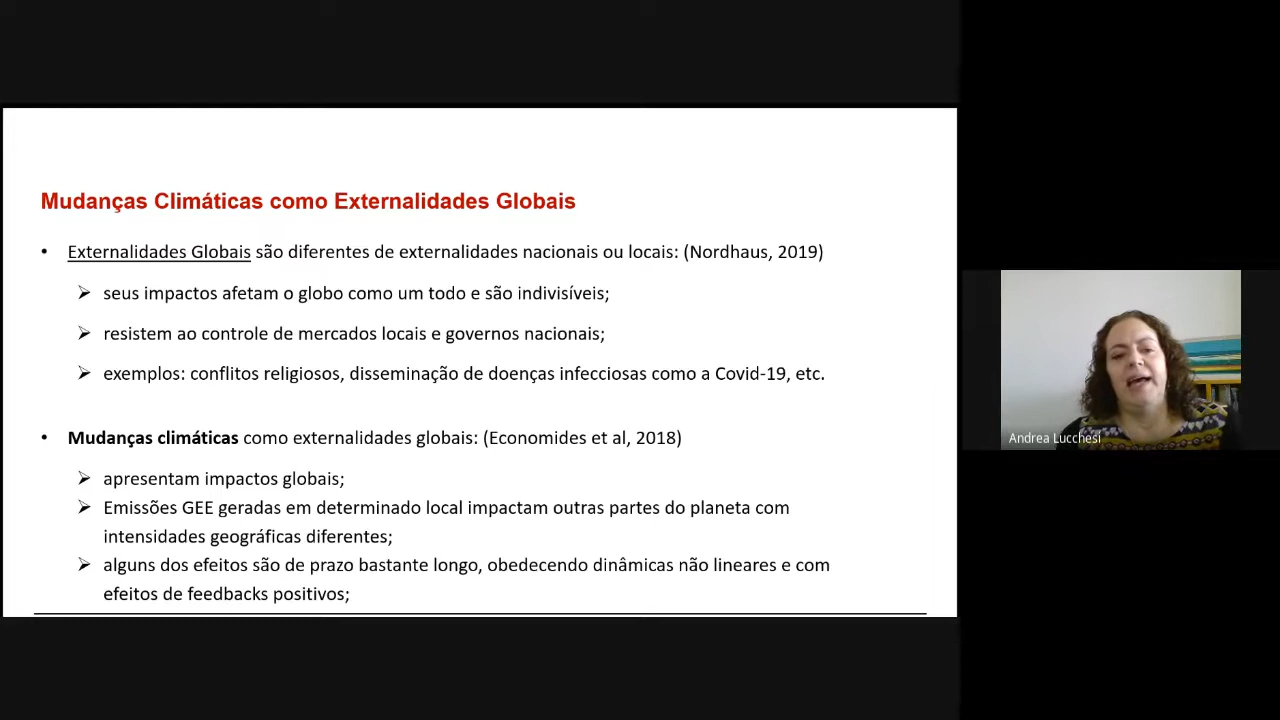 Mudanças Climáticas como Externalidades Globais
• Externalidades Globais são diferentes de externalidades nacionais ou locais: (Nordhaus, 2019)
➢ seus impactos afetam o globo como um todo e são indivisíveis;
➢ resistem ao controle de mercados locais e governos nacionais;
➢ exemplos: conflitos religiosos, disseminação de doenças infecciosas como a Covid-19, etc.
• Mudanças climáticas como externalidades globais: (Economides et al, 2018)
➢ apresentam impactos globais;
➢ Emissões GEE geradas em determinado local impactam outras partes do planeta com
intensidades geográficas diferentes;
➢ alguns dos efeitos são de prazo bastante longo, obedecendo dinâmicas não lineares e com
efeitos de feedbacks positivos;
Andrea Lucchesi